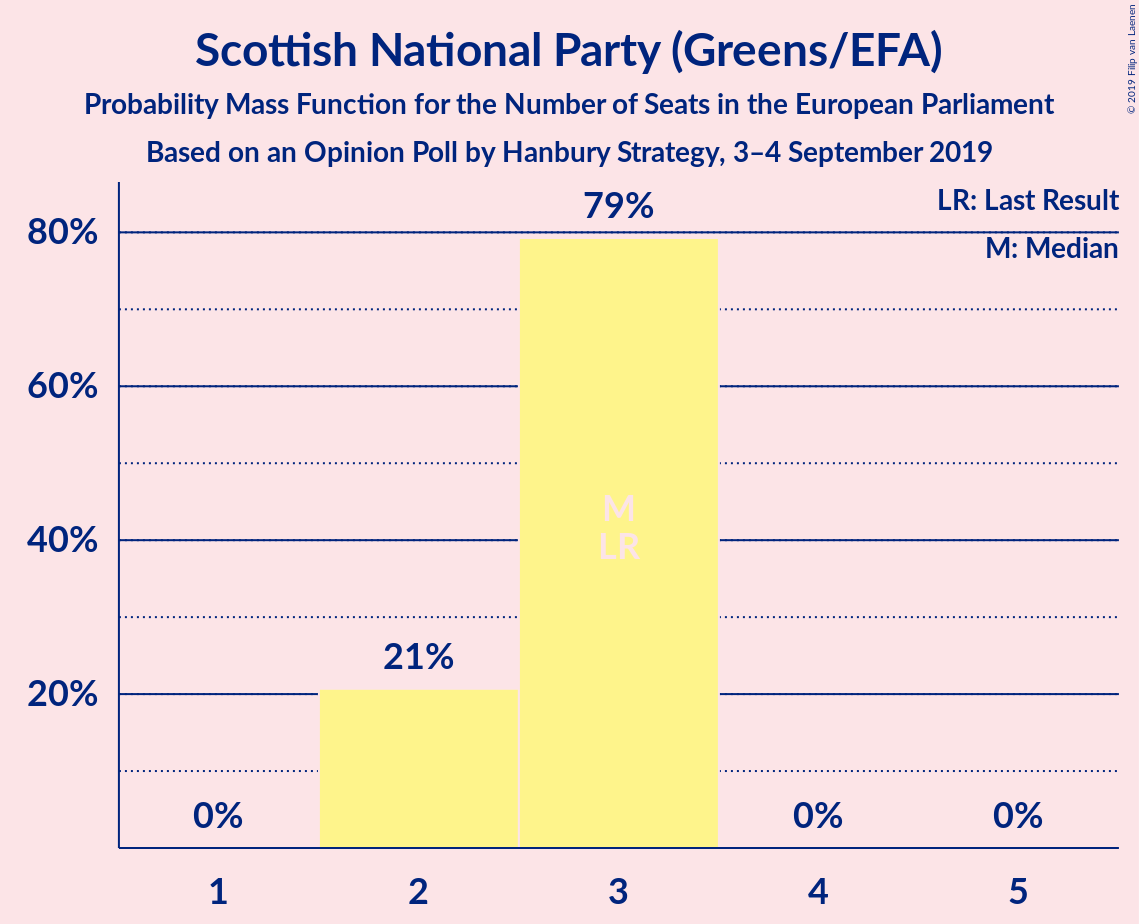 Scottish National Party (Greens/EFA)
Probability Mass Function for the Number of Seats in the European Parliament
Based on an Opinion Poll by Hanbury Strategy, 3–4 September 2019
© 2019 Filip van Laenen
LR: Last Result
M: Median
80%
60%
40%
20%
0%
21%
79%
M
LR
0%
0%
1
2
3
4
5